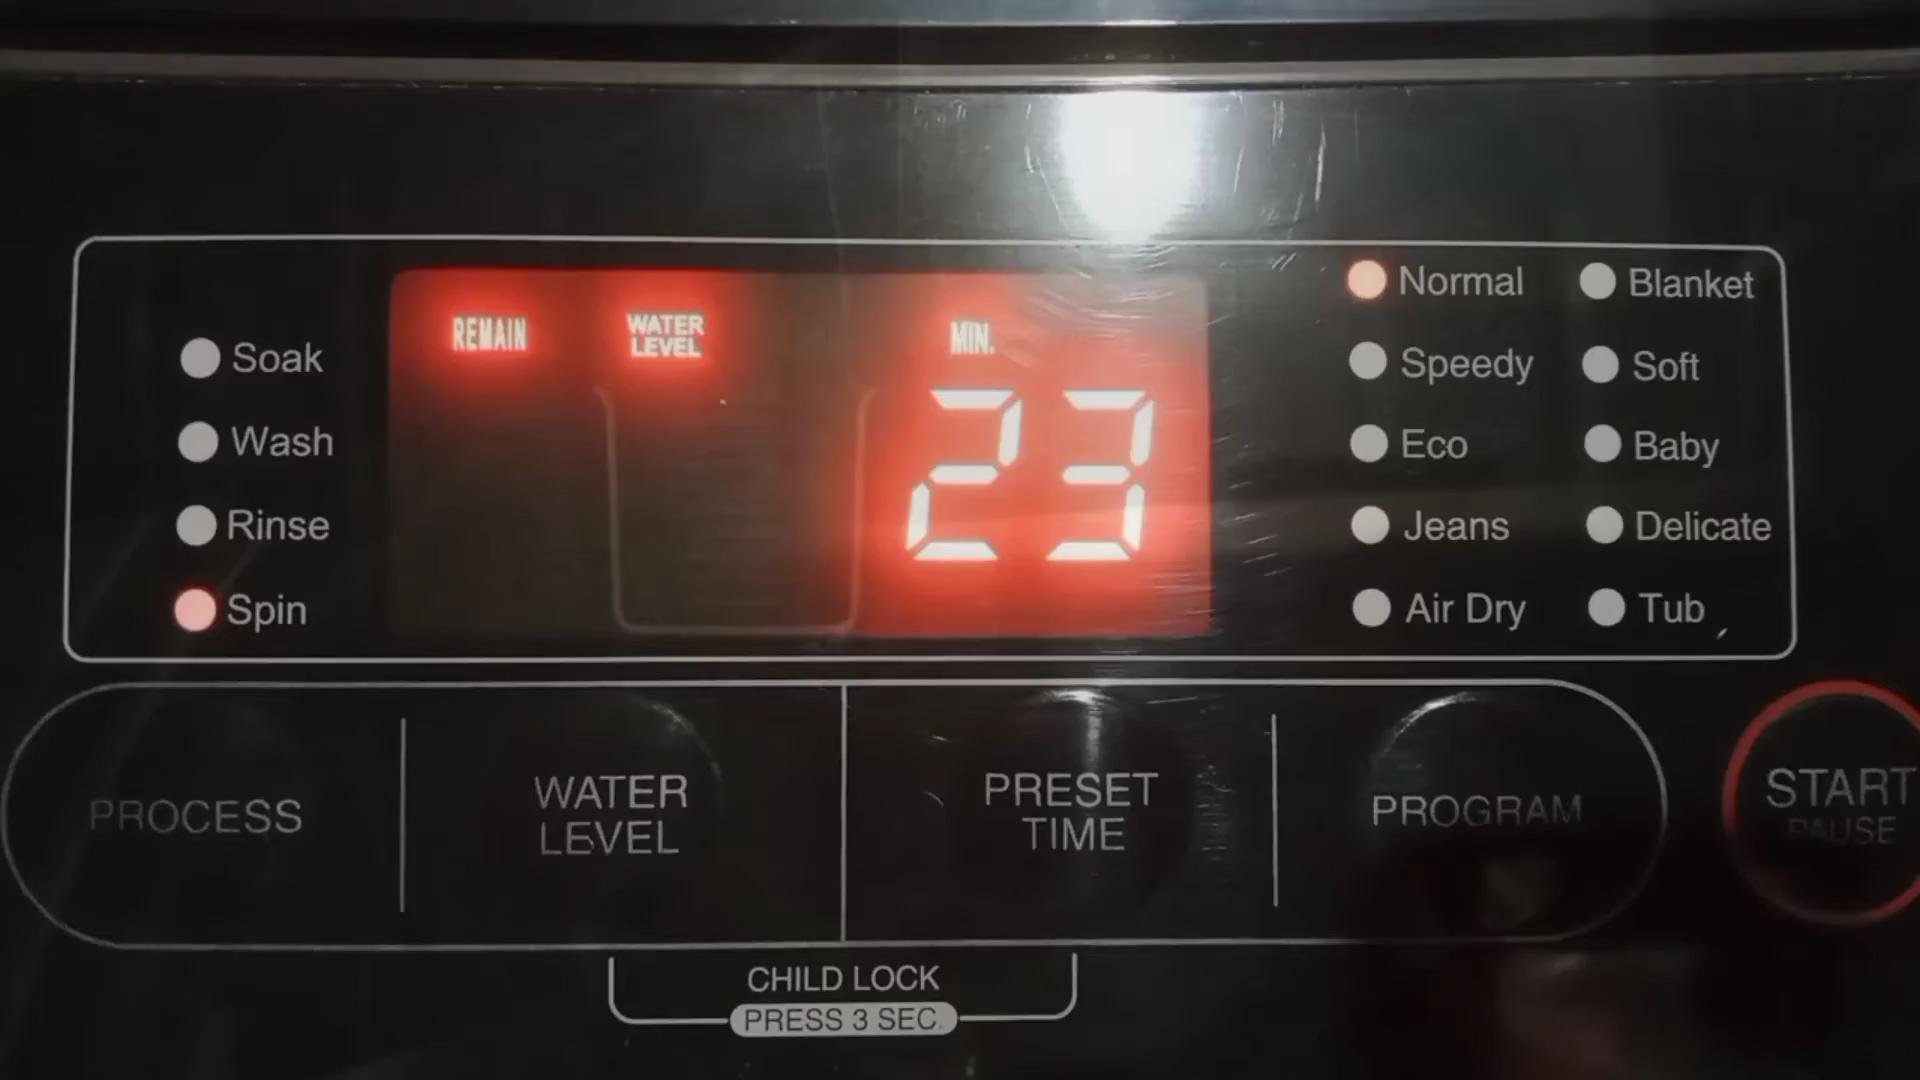 REMAIN
WATER
LEVEL
MIN.
23
Soak
Wash
Rinse
Spin
Normal
Blanket
Speedy
Soft
Eco
Baby
Jeans
Delicate
Air Dry
Tub
PROCESS
WATER
LEVEL
PRESET
TIME
PROGRAM
START
PAUSE
CHILD LOCK
PRESS 3 SEC.